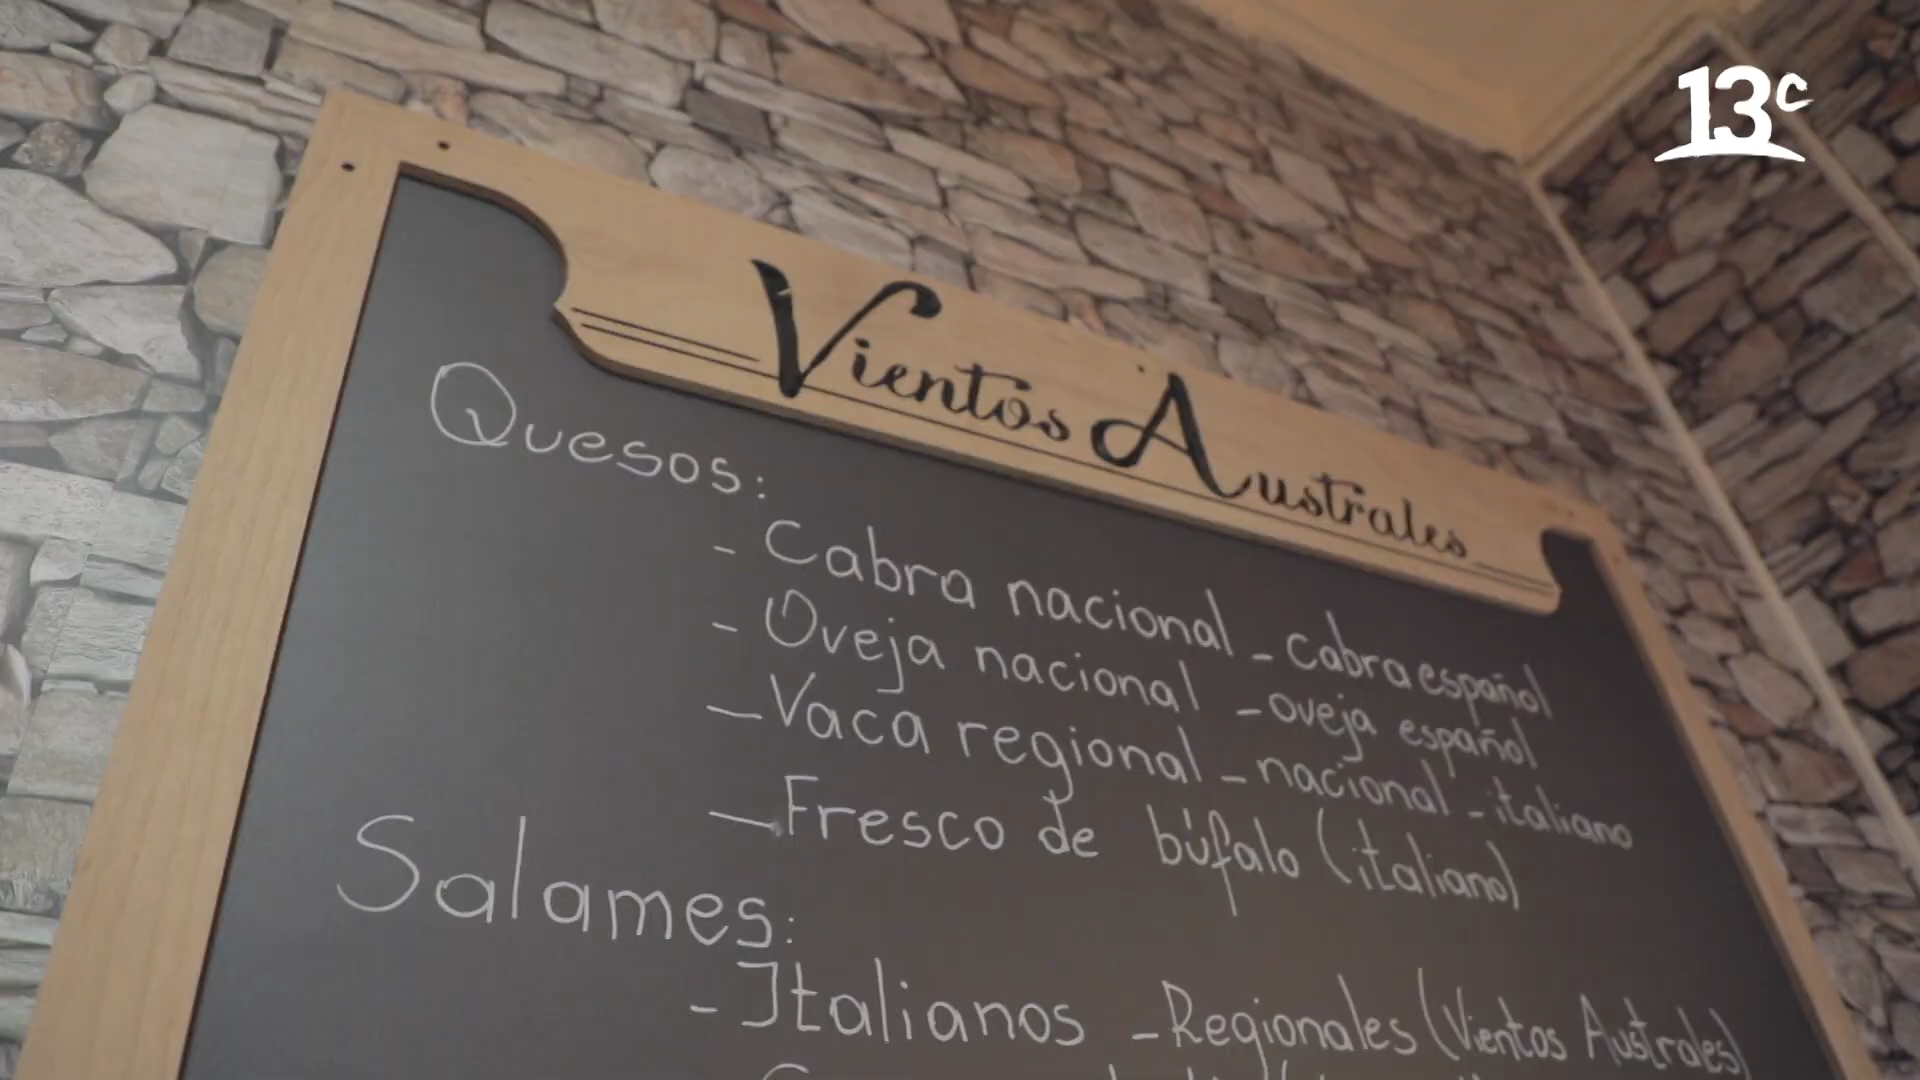 13c
Vientos Australes
Quesos:
- Cabra nacional - cabra español
- Oveja nacional - oveja español
- Vaca regional - nacional - italiano
- Fresco de búfalo (italiano)
Salames:
- Italianos - Regionales (Vientos Australes)